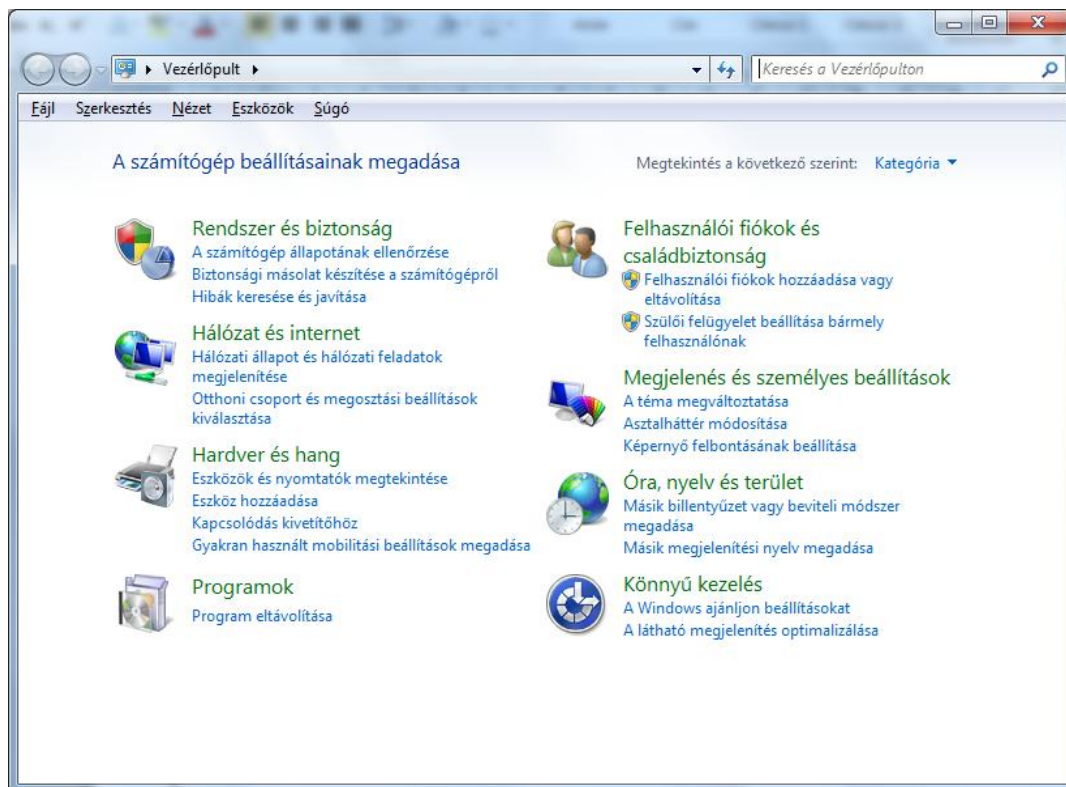 Vezérlőpult
Keresés a Vezérlőpulton
Fájl Szerkesztés Nézet Eszközök Súgó
A számítógép beállításainak megadása
Megtekintés a következő szerint: Kategória
Rendszer és biztonság
A számítógép állapotának ellenőrzése
Biztonsági másolat készítése a számítógépről
Hibák keresése és javítása
Hálózat és internet
Hálózati állapot és hálózati feladatok
megjelenítése
Otthoni csoport és megosztási beállítások
kiválasztása
Hardver és hang
Eszközök és nyomtatók megtekintése
Eszköz hozzáadása
Kapcsolódás kivetítőhöz
Gyakran használt mobilitási beállítások megadása
Programok
Program eltávolítása
Felhasználói fiókok és
családbiztonság
Felhasználói fiókok hozzáadása vagy
eltávolítása
Szülői felügyelet beállítása bármely
felhasználónak
Megjelenés és személyes beállítások
A téma megváltoztatása
Asztalháttér módosítása
Képernyő felbontásának beállítása
Óra, nyelv és terület
Másik billentyűzet vagy beviteli módszer
megadása
Másik megjelenítési nyelv megadása
Könnyű kezelés
A Windows ajánljon beállításokat
A látható megjelenítés optimalizálása